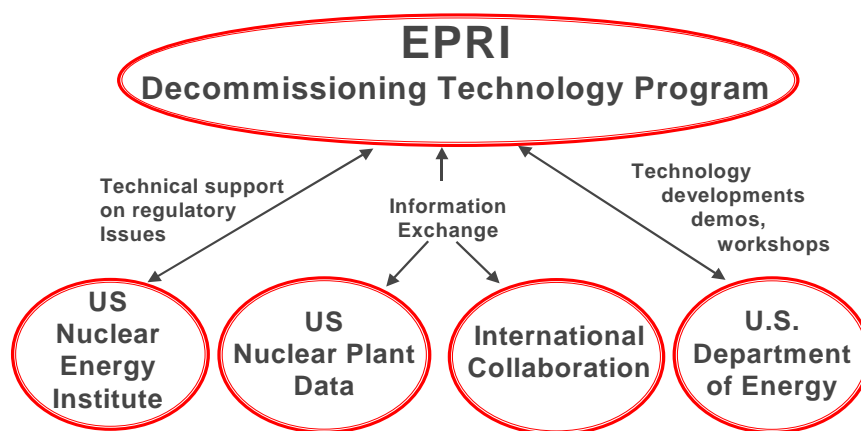 EPRI
Decommissioning Technology Program
Technical support
on regulatory
Issues
Information
Exchange
Technology
developments
demos,
workshops
US
Nuclear
Energy
Institute
US
Nuclear Plant
Data
International
Collaboration
U.S.
Department
of Energy